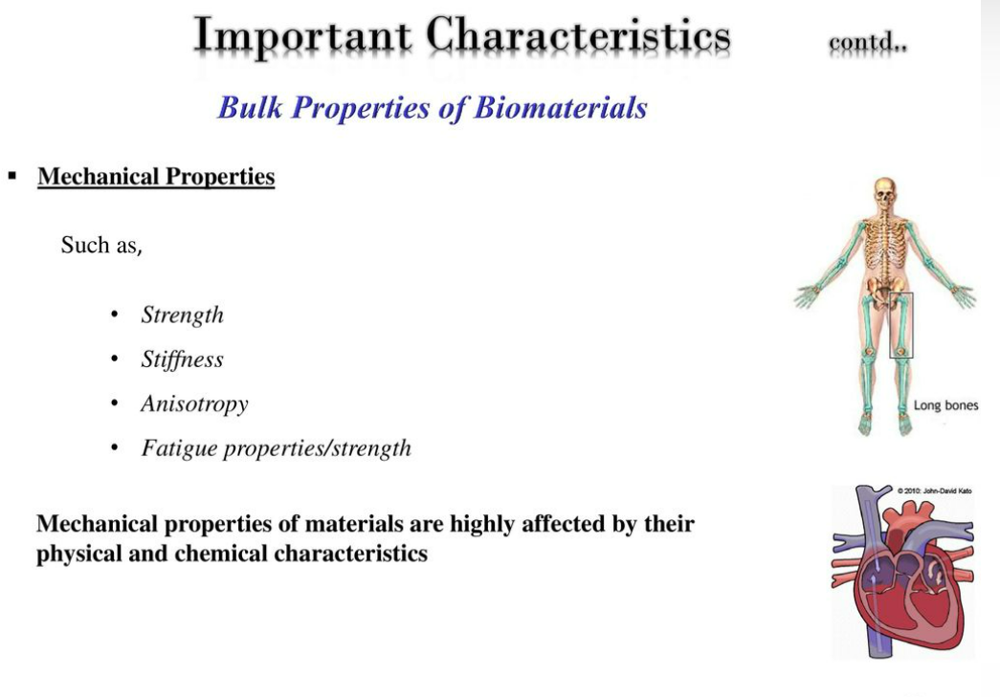 Important Characteristics contd..
Bulk Properties of Biomaterials
▪ Mechanical Properties
Such as,
• Strength
• Stiffness
• Anisotropy
• Fatigue properties/strength
Long bones
© 2010: John-David Kato
Mechanical properties of materials are highly affected by their
physical and chemical characteristics